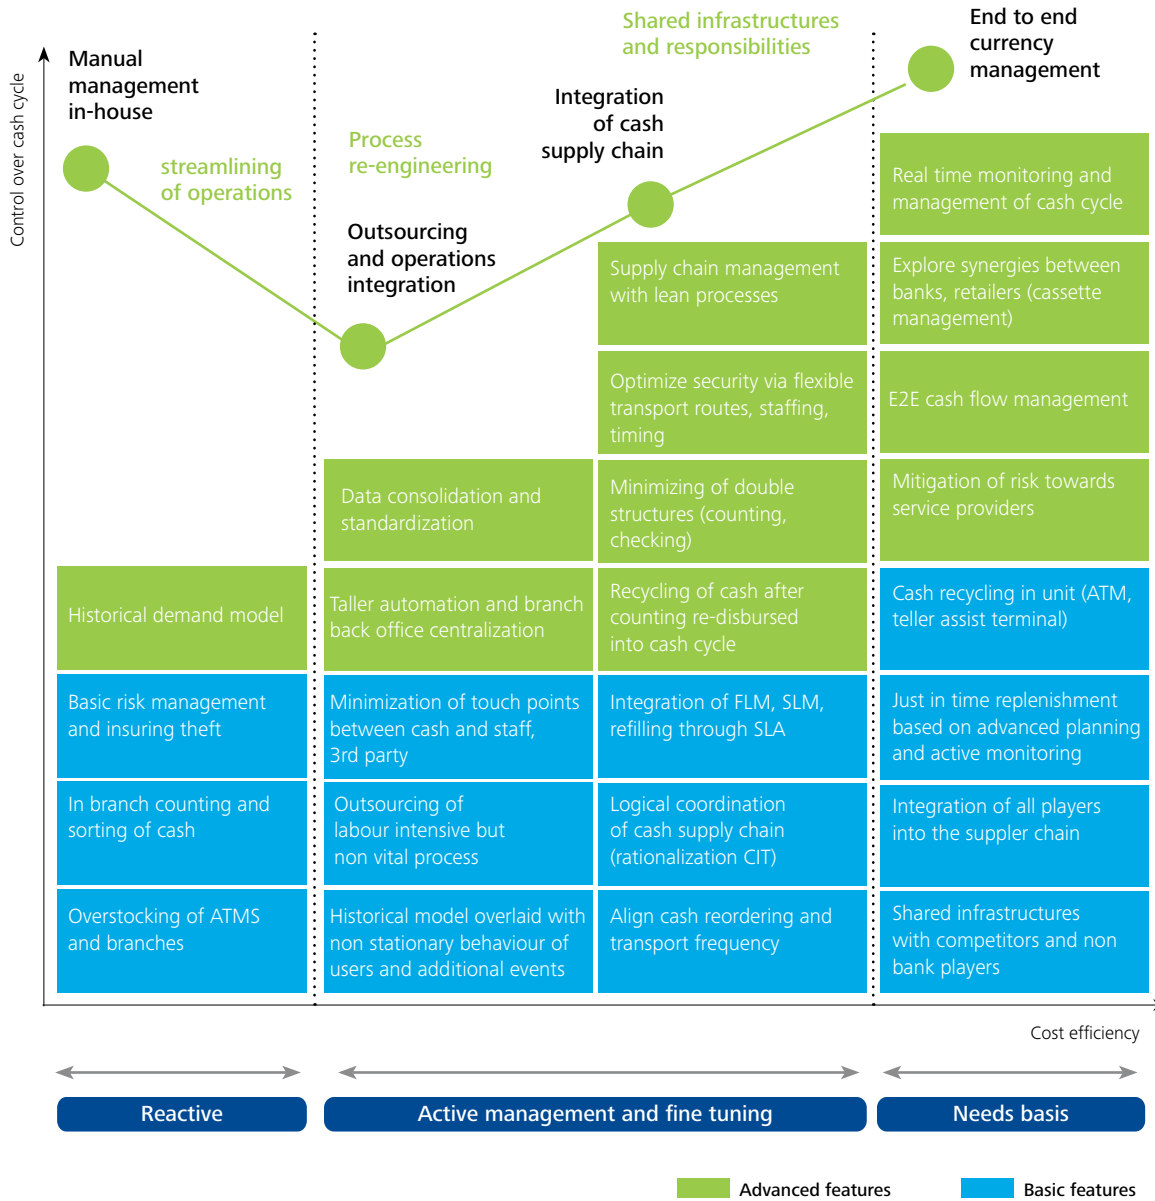 Control over cash cycle
Manual
management
in-house
streamlining
of operations
Process
re-engineering
Outsourcing
and operations
integration
Integration
of cash
supply chain
Shared infrastructures
and responsibilities
End to end
currency
management
Historical demand model
Basic risk management
and insuring theft
In branch counting and
sorting of cash
Overstocking of ATMS
and branches
Data consolidation and
standardization
Taller automation and branch
back office centralization
Minimization of touch points
between cash and staff,
3rd party
Outsourcing of
labour intensive but
non vital process
Historical model overlaid with
non stationary behaviour of
users and additional events
Supply chain management
with lean processes
Optimize security via flexible
transport routes, staffing,
timing
Minimizing of double
structures (counting,
checking)
Recycling of cash after
counting re-disbursed
into cash cycle
Integration of FLM, SLM,
refilling through SLA
Logical coordination
of cash supply chain
(rationalization CIT)
Align cash reordering and
transport frequency
Real time monitoring and
management of cash cycle
Explore synergies between
banks, retailers (cassette
management)
E2E cash flow management
Mitigation of risk towards
service providers
Cash recycling in unit (ATM,
teller assist terminal)
Just in time replenishment
based on advanced planning
and active monitoring
Integration of all players
into the suppler chain
Shared infrastructures
with competitors and non
bank players
Cost efficiency
Reactive
Active management and fine tuning
Needs basis
Advanced features
Basic features